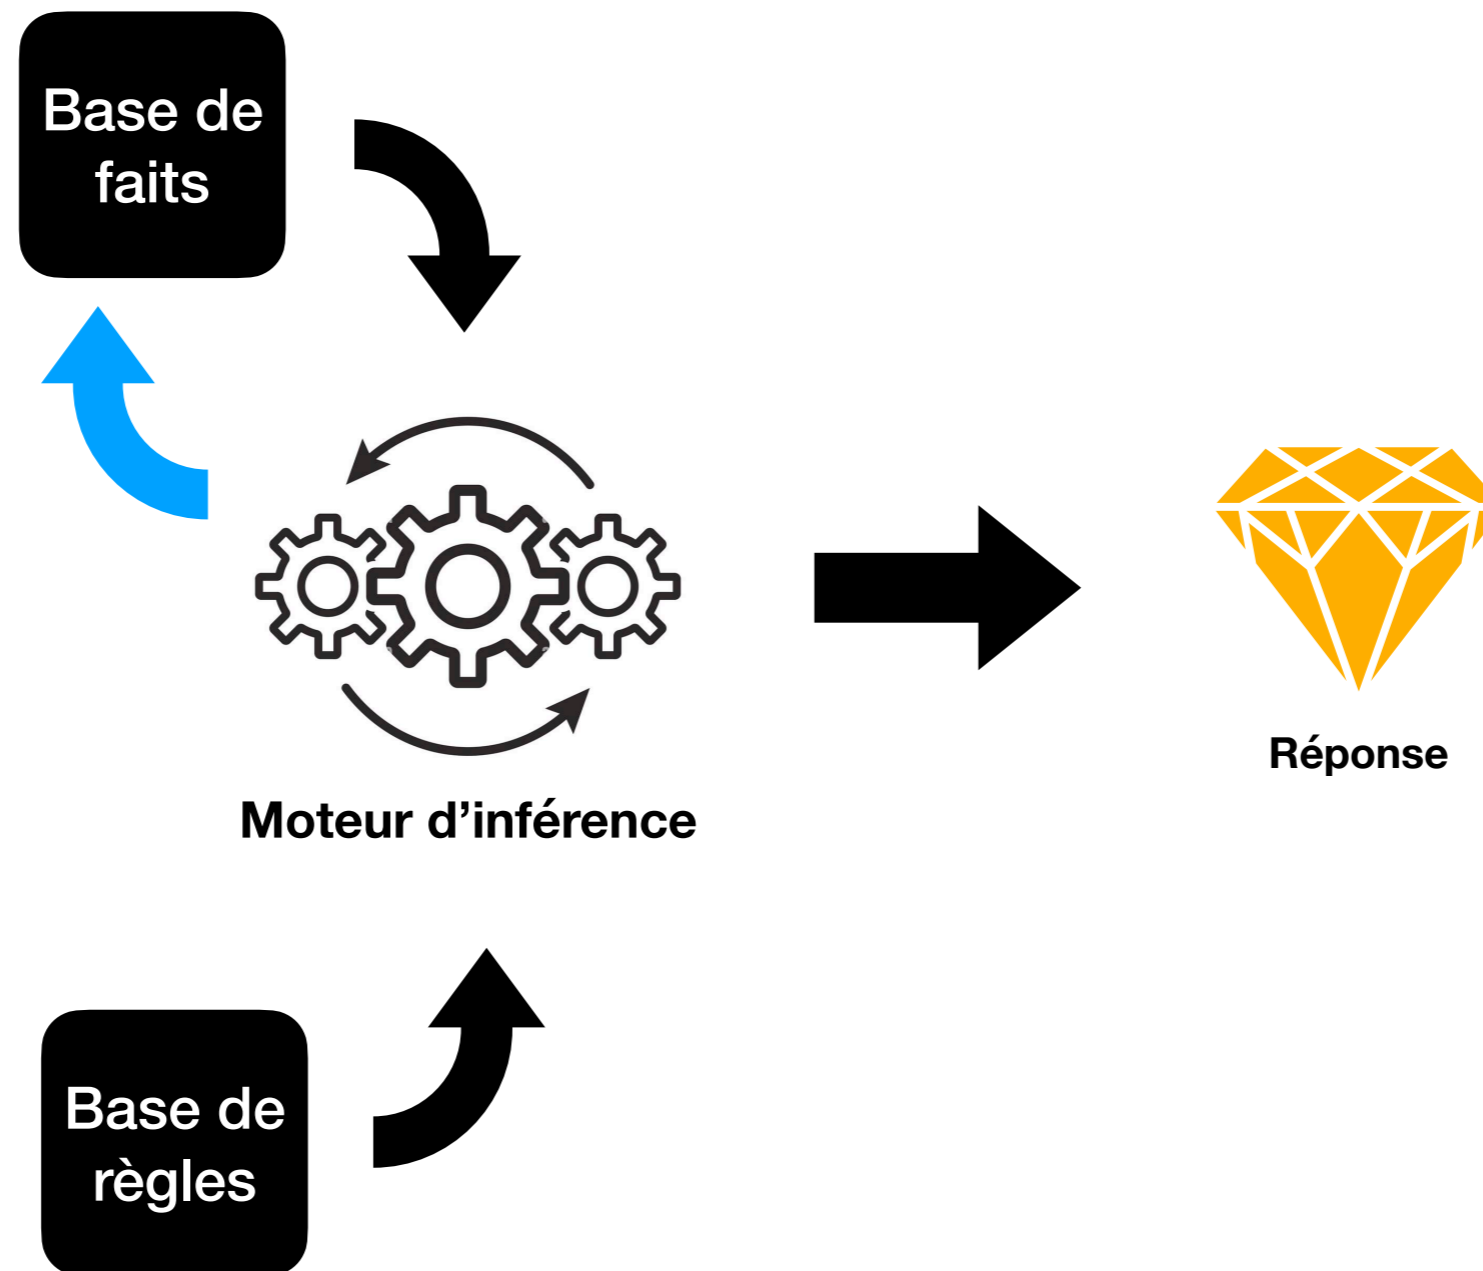 Base de
faits
Moteur d’inférence
Réponse
Base de
règles